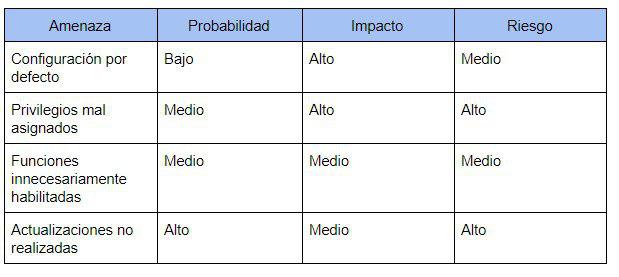 Amenaza Probabilidad Impacto Riesgo
Configuración por Bajo Alto Medio
defecto
Privilegios mal Medio Alto Alto
asignados
Funciones Medio Medio Medio
innecesariamente
habilitadas
Actualizaciones no Alto Medio Alto
realizadas